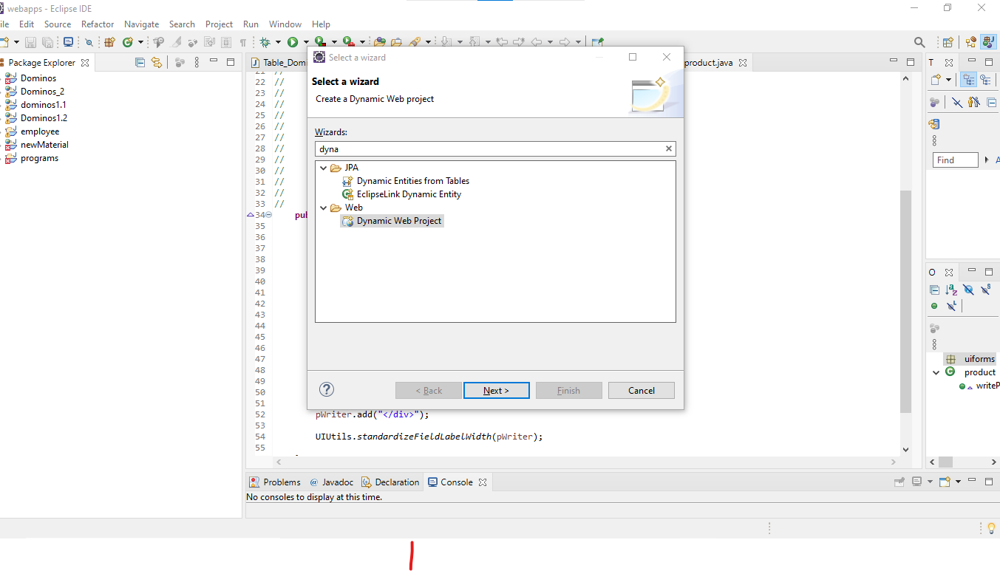 webapps - Eclipse IDE
ile Edit Source Refactor Navigate Search Project Run Window Help
Package Explorer
Dominos
Dominos_2
dominos1.1
Dominos1.2
employee
newMaterial
programs
Table_Domi
product.java
Select a wizard
Select a wizard
Create a Dynamic Web project
Wizards:
dyna
JPA
Dynamic Entities from Tables
EclipseLink Dynamic Entity
Web
Dynamic Web Project
< Back Next > Finish Cancel
21 //
22 //
23 //
24 //
25 //
26 //
27 //
28 //
29 //
30 //
31 //
32 //
33 //
34 pub
35
36
37
38
39
40
41
42
43
44
45
46
47
48
49
50
51
52 pWriter.add("</div>");
53
54 UIUtils.standardizeFieldLabelWidth(pWriter);
55
T
Find
A
O
uiforms
product
writeP
Problems @ Javadoc Declaration Console
No consoles to display at this time.